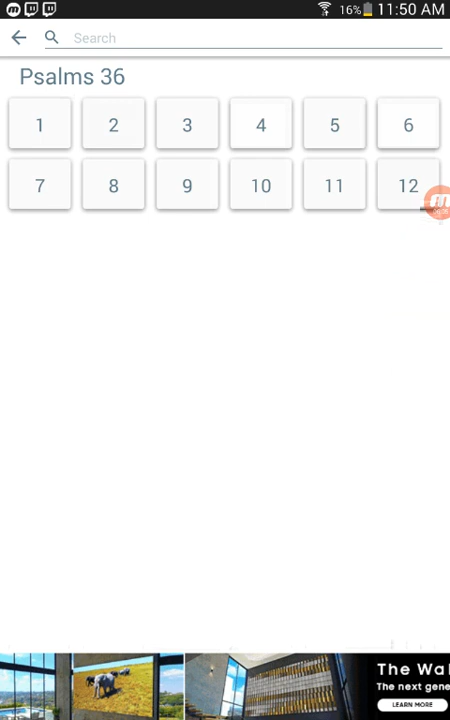 16% 11:50 AM
Search
Psalms 36
1 2 3 4 5 6
7 8 9 10 11 12
The Wal
The next gene
LEARN MORE